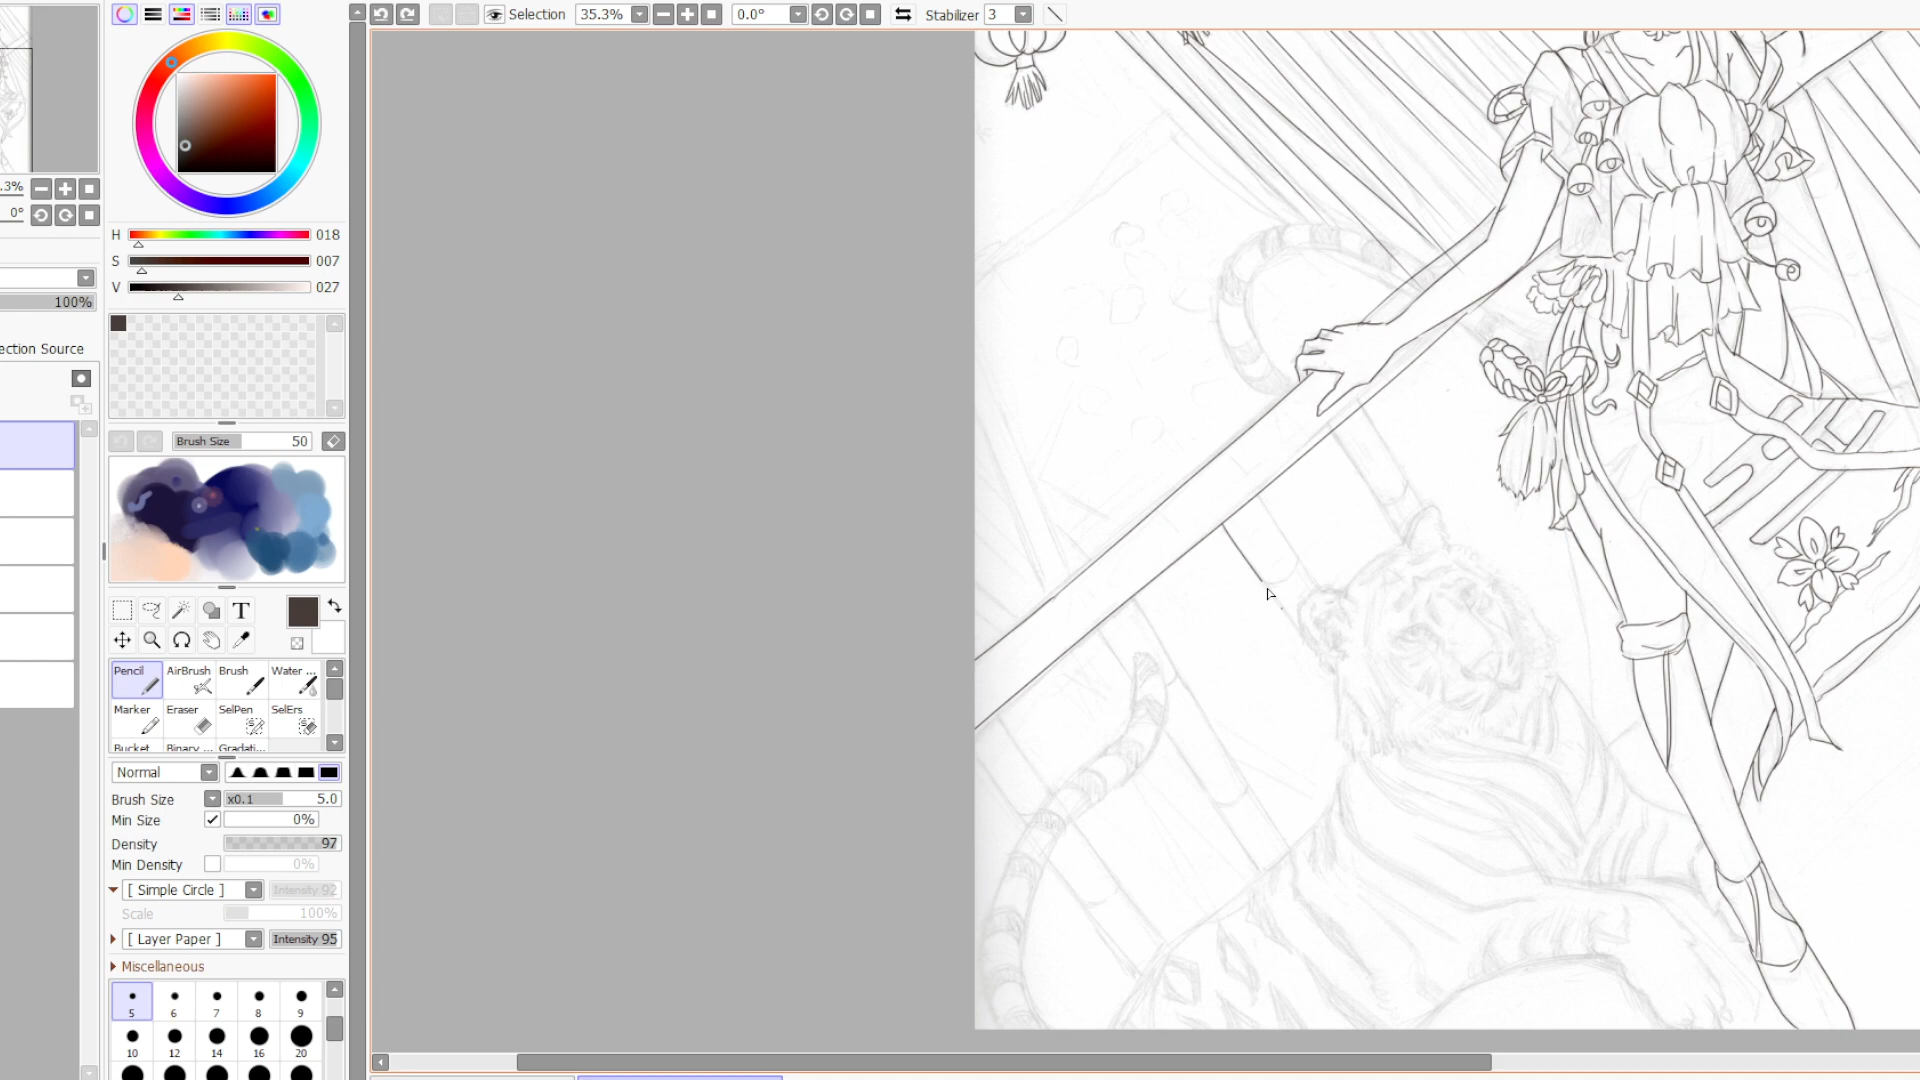 Selection 35.3% 0.0° Stabilizer 3
.3%
0°
H 018
S 007
V 027
100%
ection Source
Brush Size 50
T
Pencil AirBrush Brush Water ...
Marker Eraser SelPen SelErs
Bucket Binary ... Gradati...
Normal
Brush Size x0.1 5.0
Min Size 0%
Density 97
Min Density 0%
[ Simple Circle ] Intensity 92
Scale 100%
[ Layer Paper ] Intensity 95
Miscellaneous
5 6 7 8 9
10 12 14 16 20